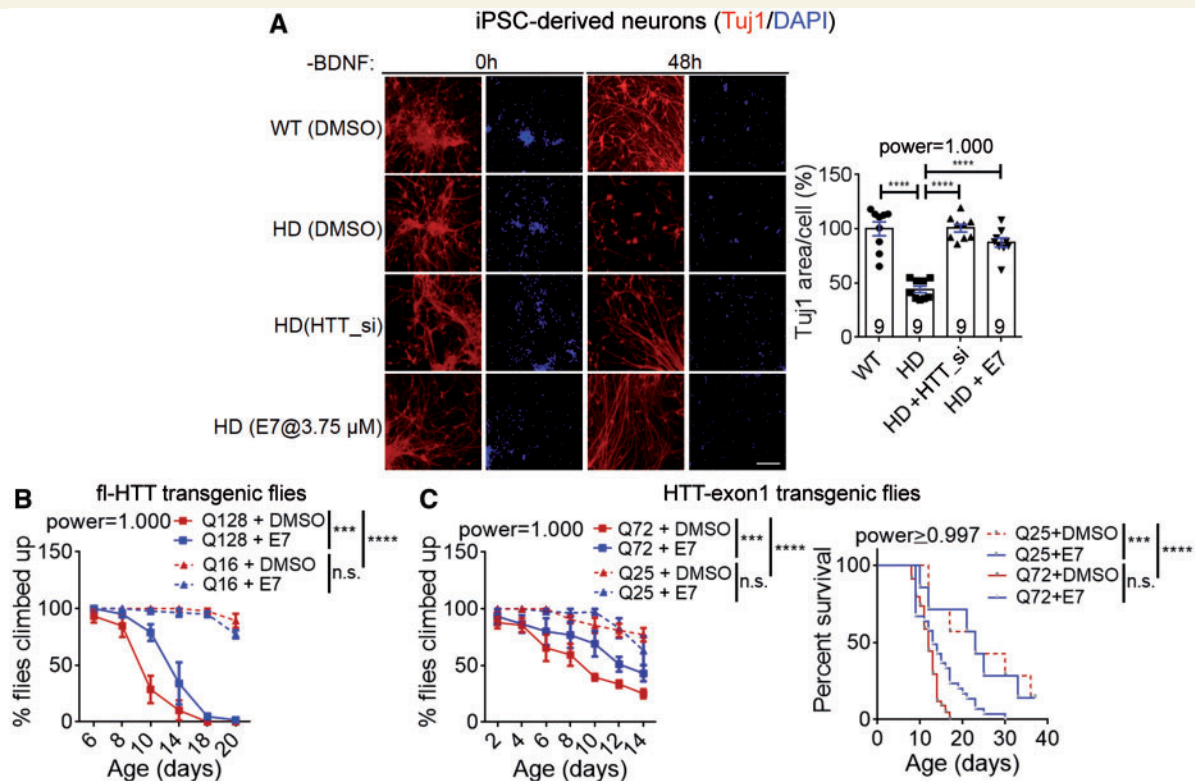 A
iPSC-derived neurons (Tuj1/DAPI)
-BDNF: 0h 48h
WT (DMSO)
HD (DMSO)
HD(HTT_si)
HD (E7@3.75 µM)
power=1.000
****
**** ****
Tuj1 area/cell (%)
150
100
50
0
9 9 9 9
WT HD HD+HTT_si HD + E7
B
fl-HTT transgenic flies
power=1.000
Q128 + DMSO
Q128 + E7
Q16 + DMSO
Q16 + E7
***
****
n.s.
% flies climbed up
150
100
50
0
6 8 10 14 18 20
Age (days)
C
HTT-exon1 transgenic flies
power=1.000
Q72 + DMSO
Q72 + E7
Q25 + DMSO
Q25 + E7
***
****
n.s.
% flies climbed up
150
100
50
0
2 4 6 8 10 12 14
Age (days)
power≥0.997
Q25+DMSO
Q25+E7
Q72+DMSO
Q72+E7
***
****
n.s.
Percent survival
100
50
0
0 10 20 30 40
Age (days)